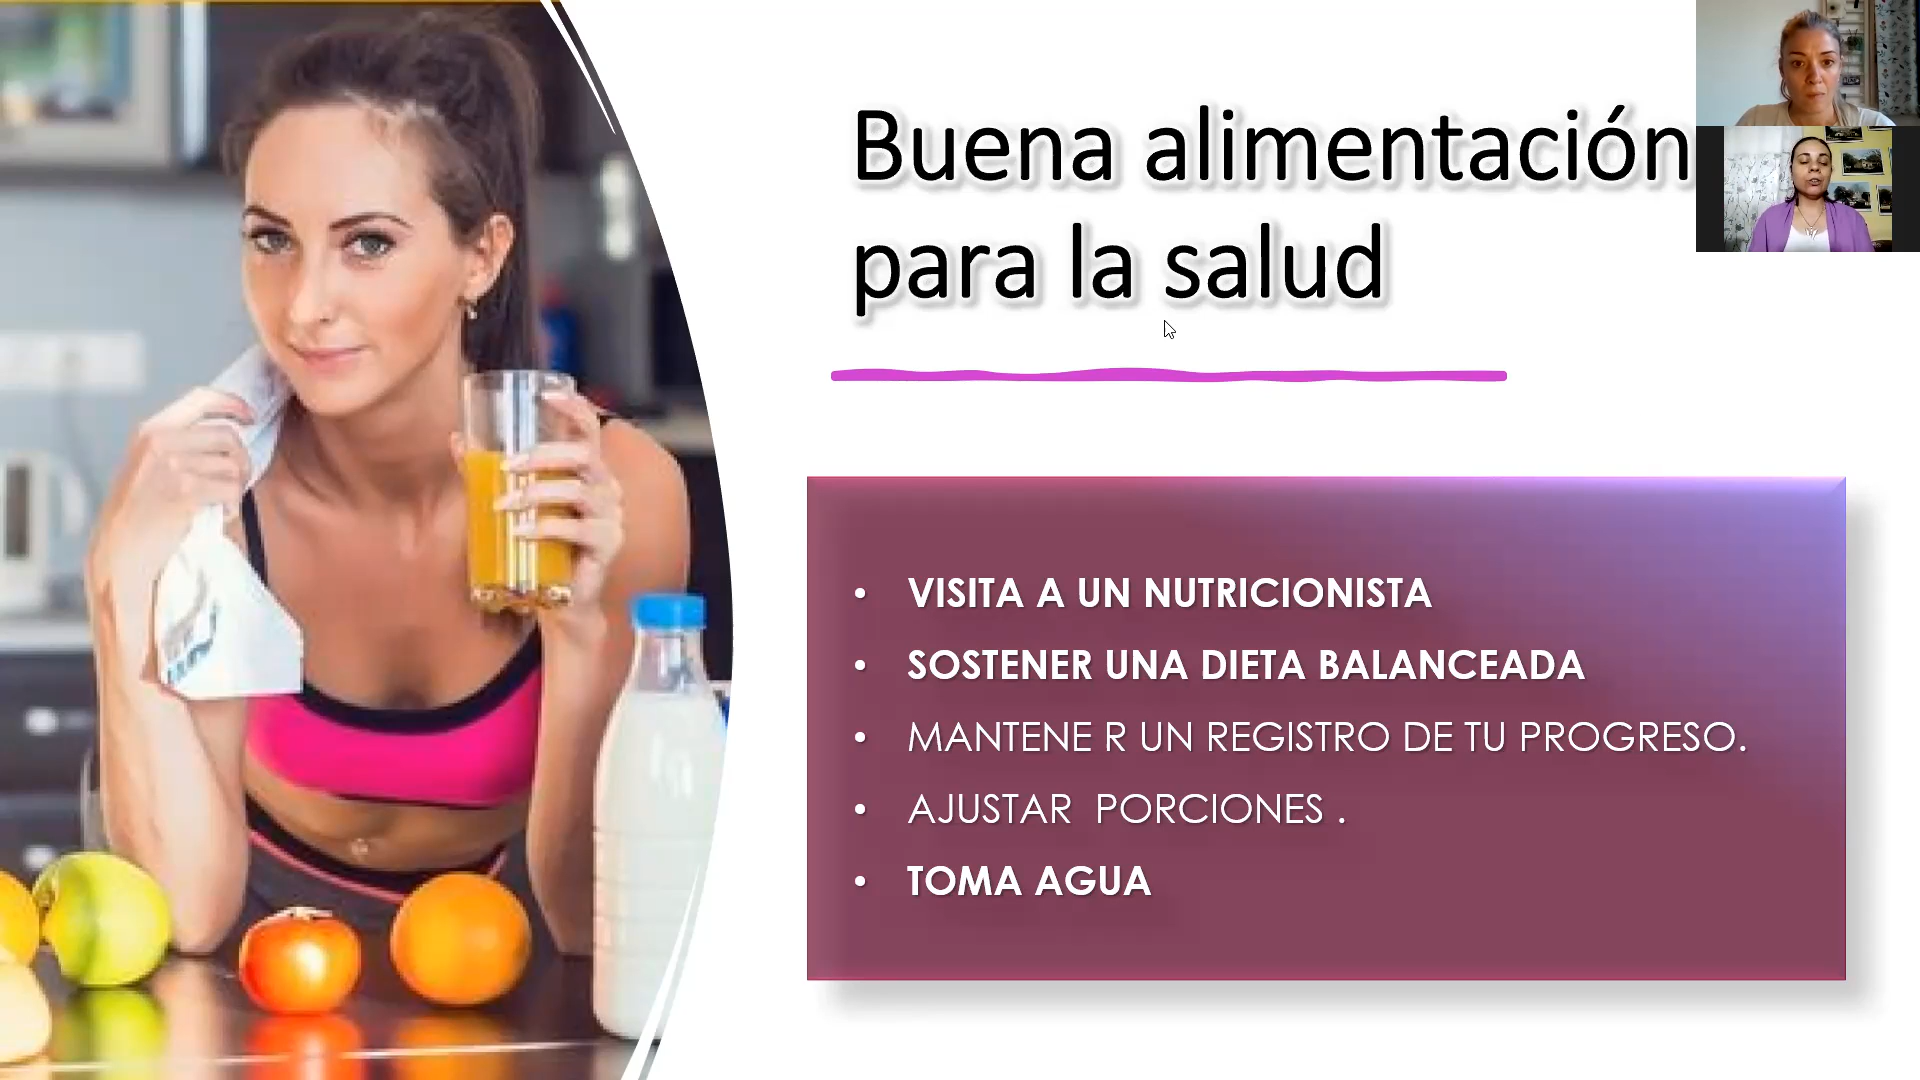 Buena alimentación
para la salud
• VISITA A UN NUTRICIONISTA
• SOSTENER UNA DIETA BALANCEADA
• MANTENE R UN REGISTRO DE TU PROGRESO.
• AJUSTAR  PORCIONES .
• TOMA AGUA